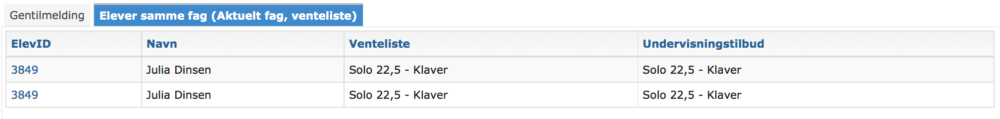 Gentilmelding Elever samme fag (Aktuelt fag, venteliste)
ElevID Navn Venteliste Undervisningstilbud
3849 Julia Dinsen Solo 22,5 - Klaver Solo 22,5 - Klaver
3849 Julia Dinsen Solo 22,5 - Klaver Solo 22,5 - Klaver